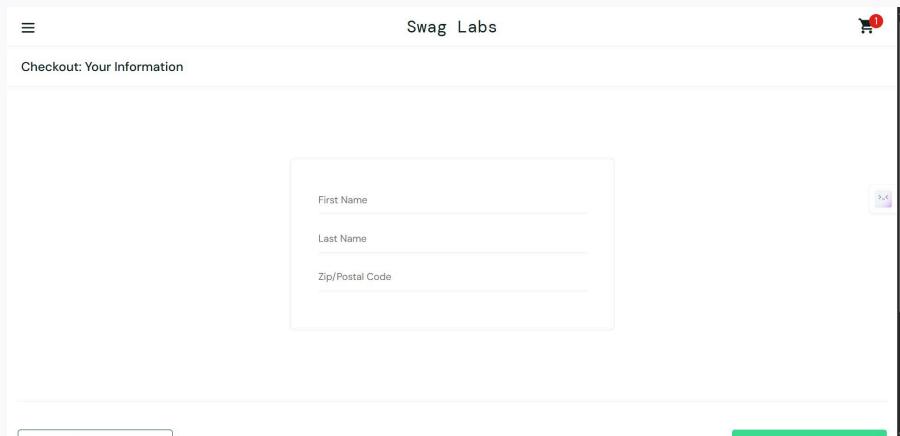 Swag Labs
1
Checkout: Your Information
First Name
Last Name
Zip/Postal Code